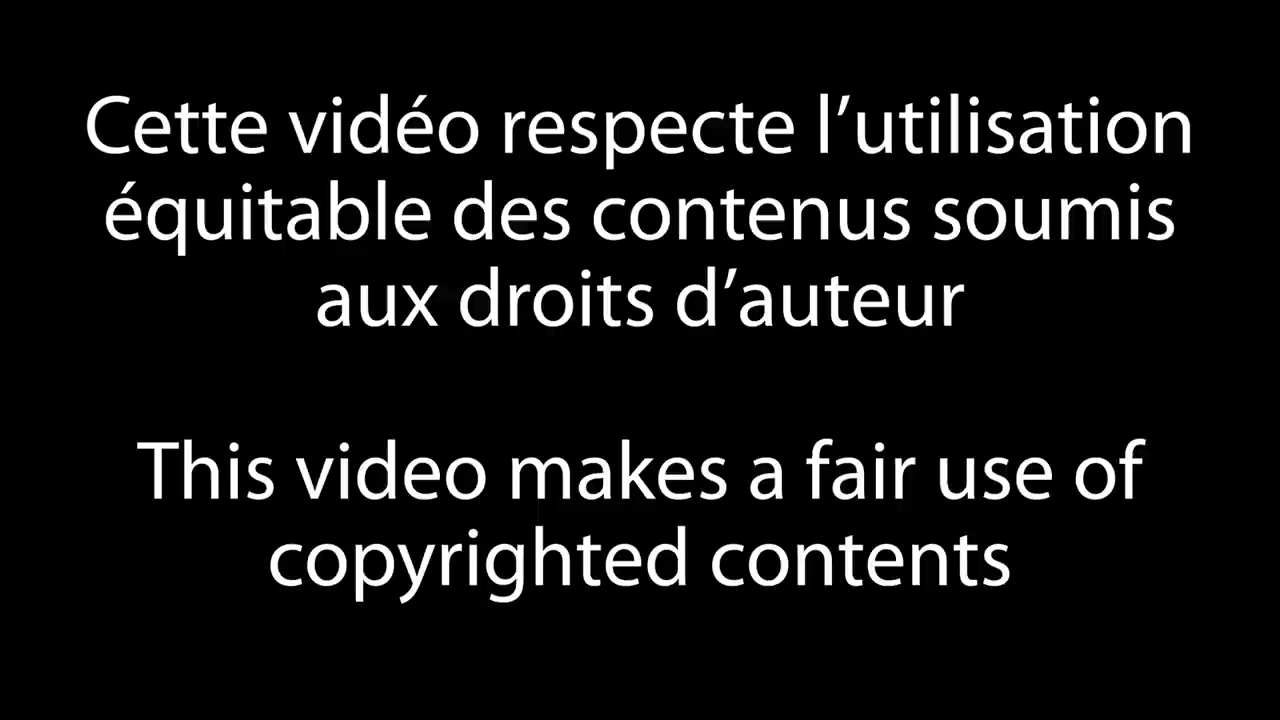 Cette vidéo respecte l’utilisation
équitable des contenus soumis
aux droits d’auteur
This video makes a fair use of
copyrighted contents